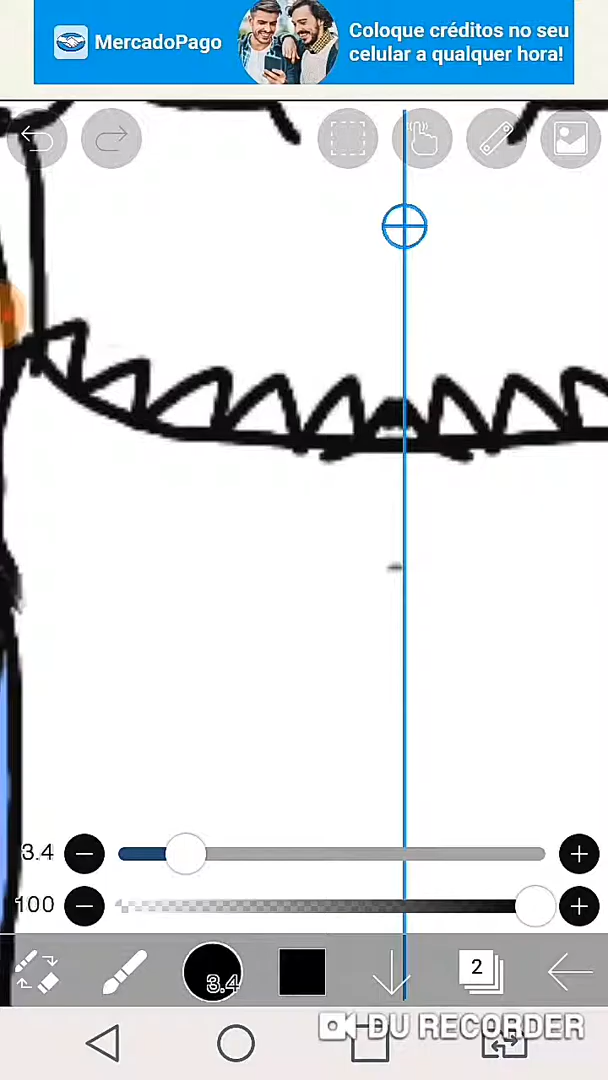 MercadoPago
Coloque créditos no seu
celular a qualquer hora!
3.4
100
3.4
2
DU RECORDER